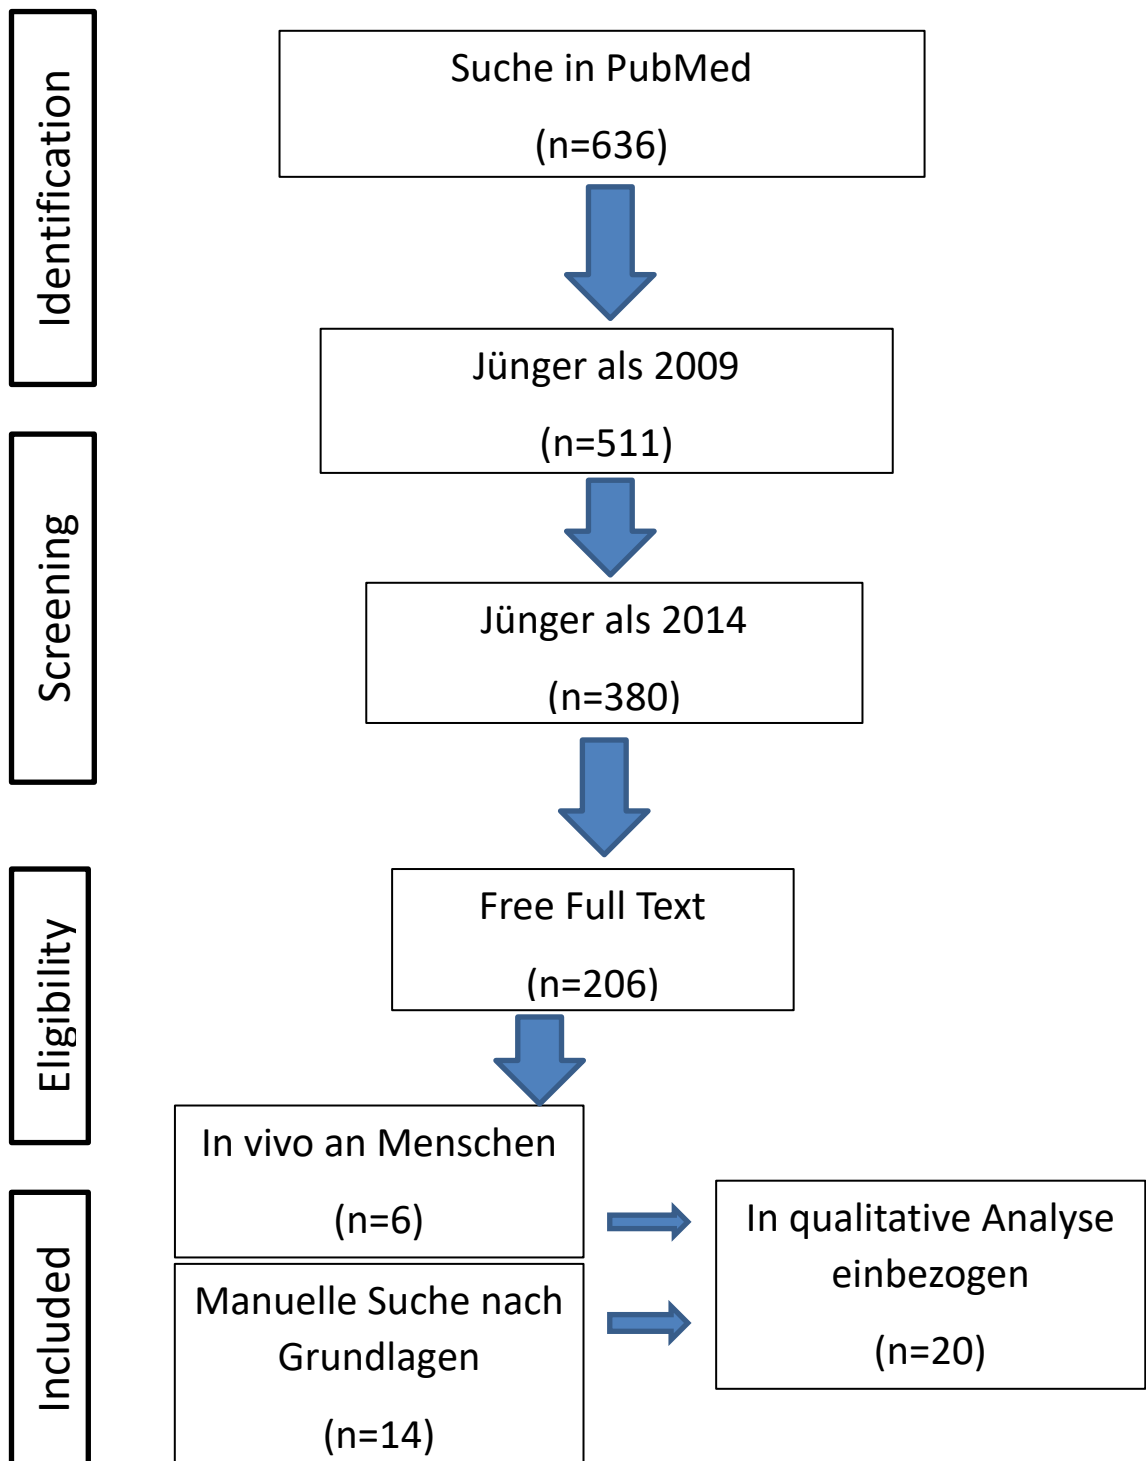 Identification
Suche in PubMed
(n=636)
Jünger als 2009
(n=511)
Screening
Jünger als 2014
(n=380)
Eligibility
Free Full Text
(n=206)
Included
In vivo an Menschen
(n=6)
Manuelle Suche nach
Grundlagen
(n=14)
In qualitative Analyse
einbezogen
(n=20)